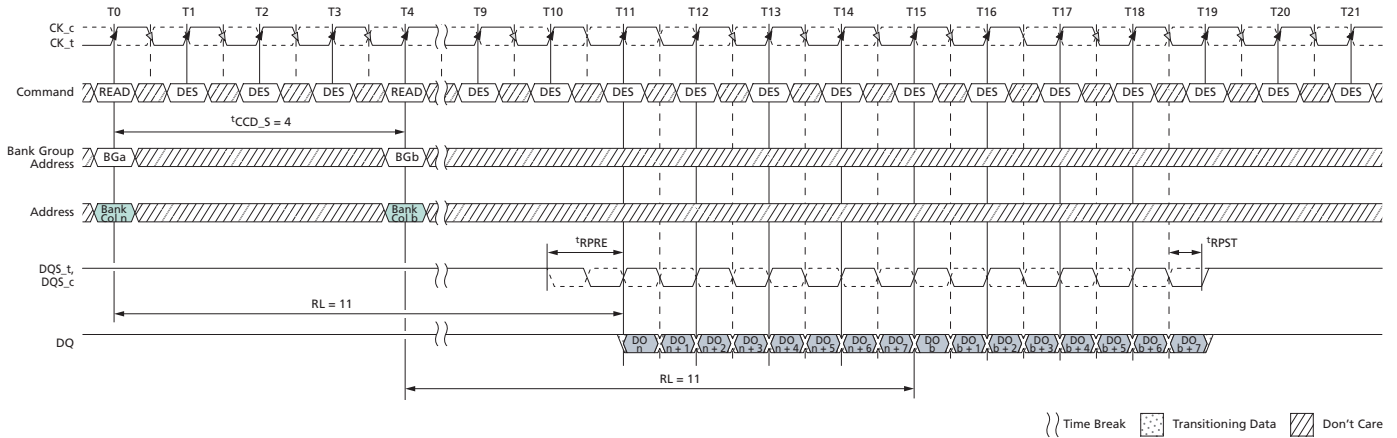 T0 T1 T2 T3 T4 T9 T10 T11 T12 T13 T14 T15 T16 T17 T18 T19 T20 T21
CK_c
CK_t
Command READ DES DES DES READ DES DES DES DES DES DES DES DES DES DES DES DES DES
tCCD_S = 4
Bank Group
Address
BGa BGb
Address
Bank
Col n
Bank
Col b
tRPRE tRPST
DQS_t,
DQS_c
RL = 11
DQ
DO
n
DO
n + 1
DO
n + 2
DO
n + 3
DO
n + 4
DO
n + 5
DO
n + 6
DO
n + 7
DO
b
DO
b + 1
DO
b + 2
DO
b + 3
DO
b + 4
DO
b + 5
DO
b + 6
DO
b + 7
RL = 11
Time Break Transitioning Data Don't Care